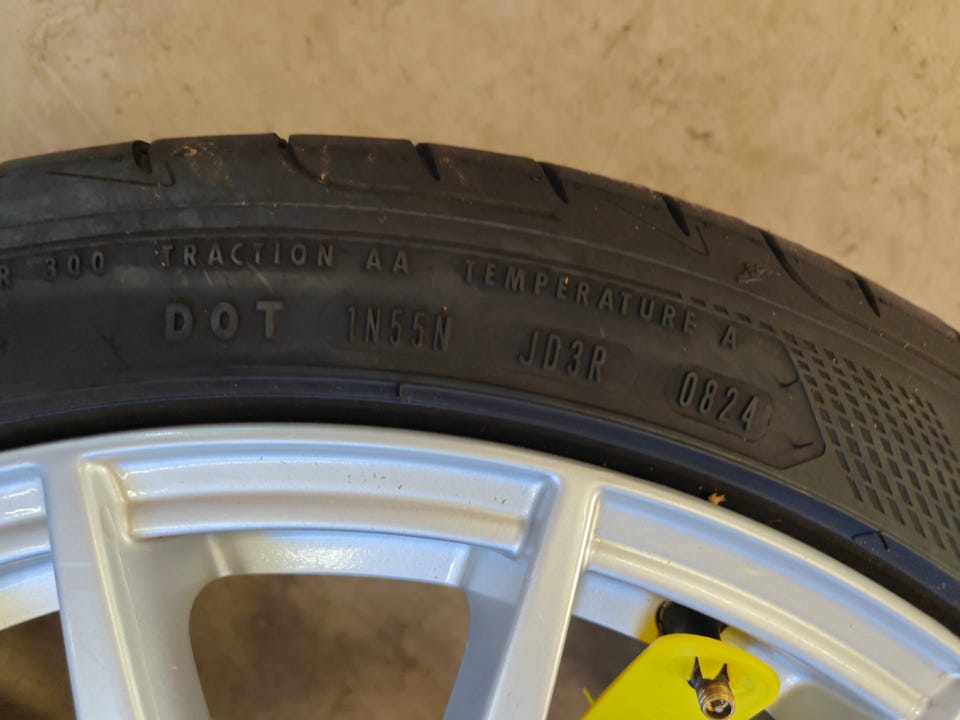 R 300 TRACTION AA TEMPERATURE A
DOT 1N55N JD3R 0824